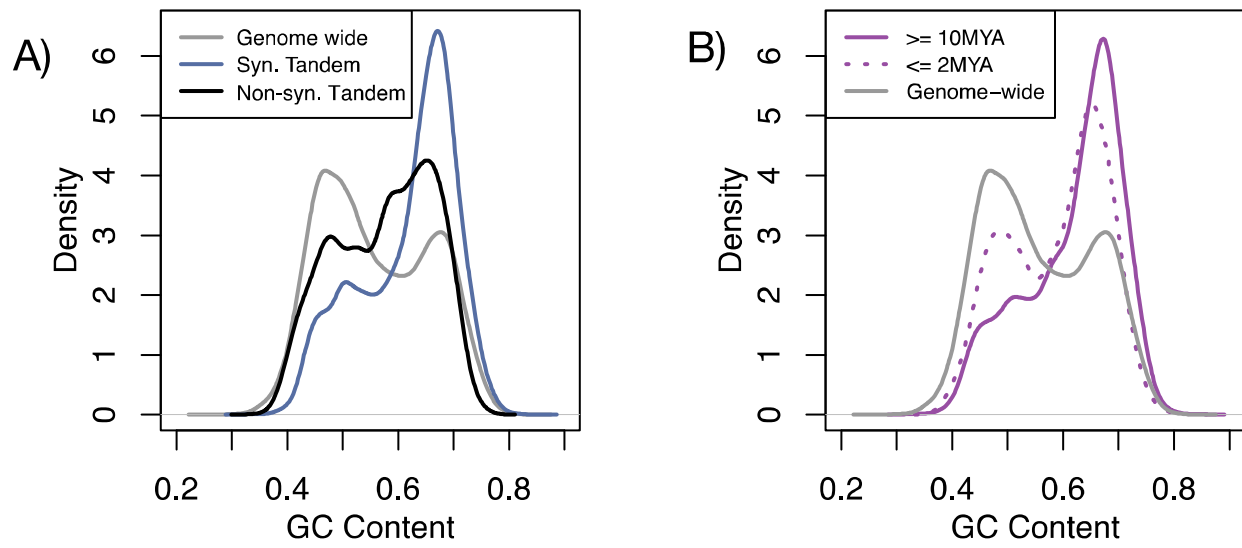 A)
Genome wide
Syn. Tandem
Non-syn. Tandem
Density
0 1 2 3 4 5 6
0.2 0.4 0.6 0.8
GC Content
B)
>= 10MYA
<= 2MYA
Genome-wide
Density
0 1 2 3 4 5 6
0.2 0.4 0.6 0.8
GC Content